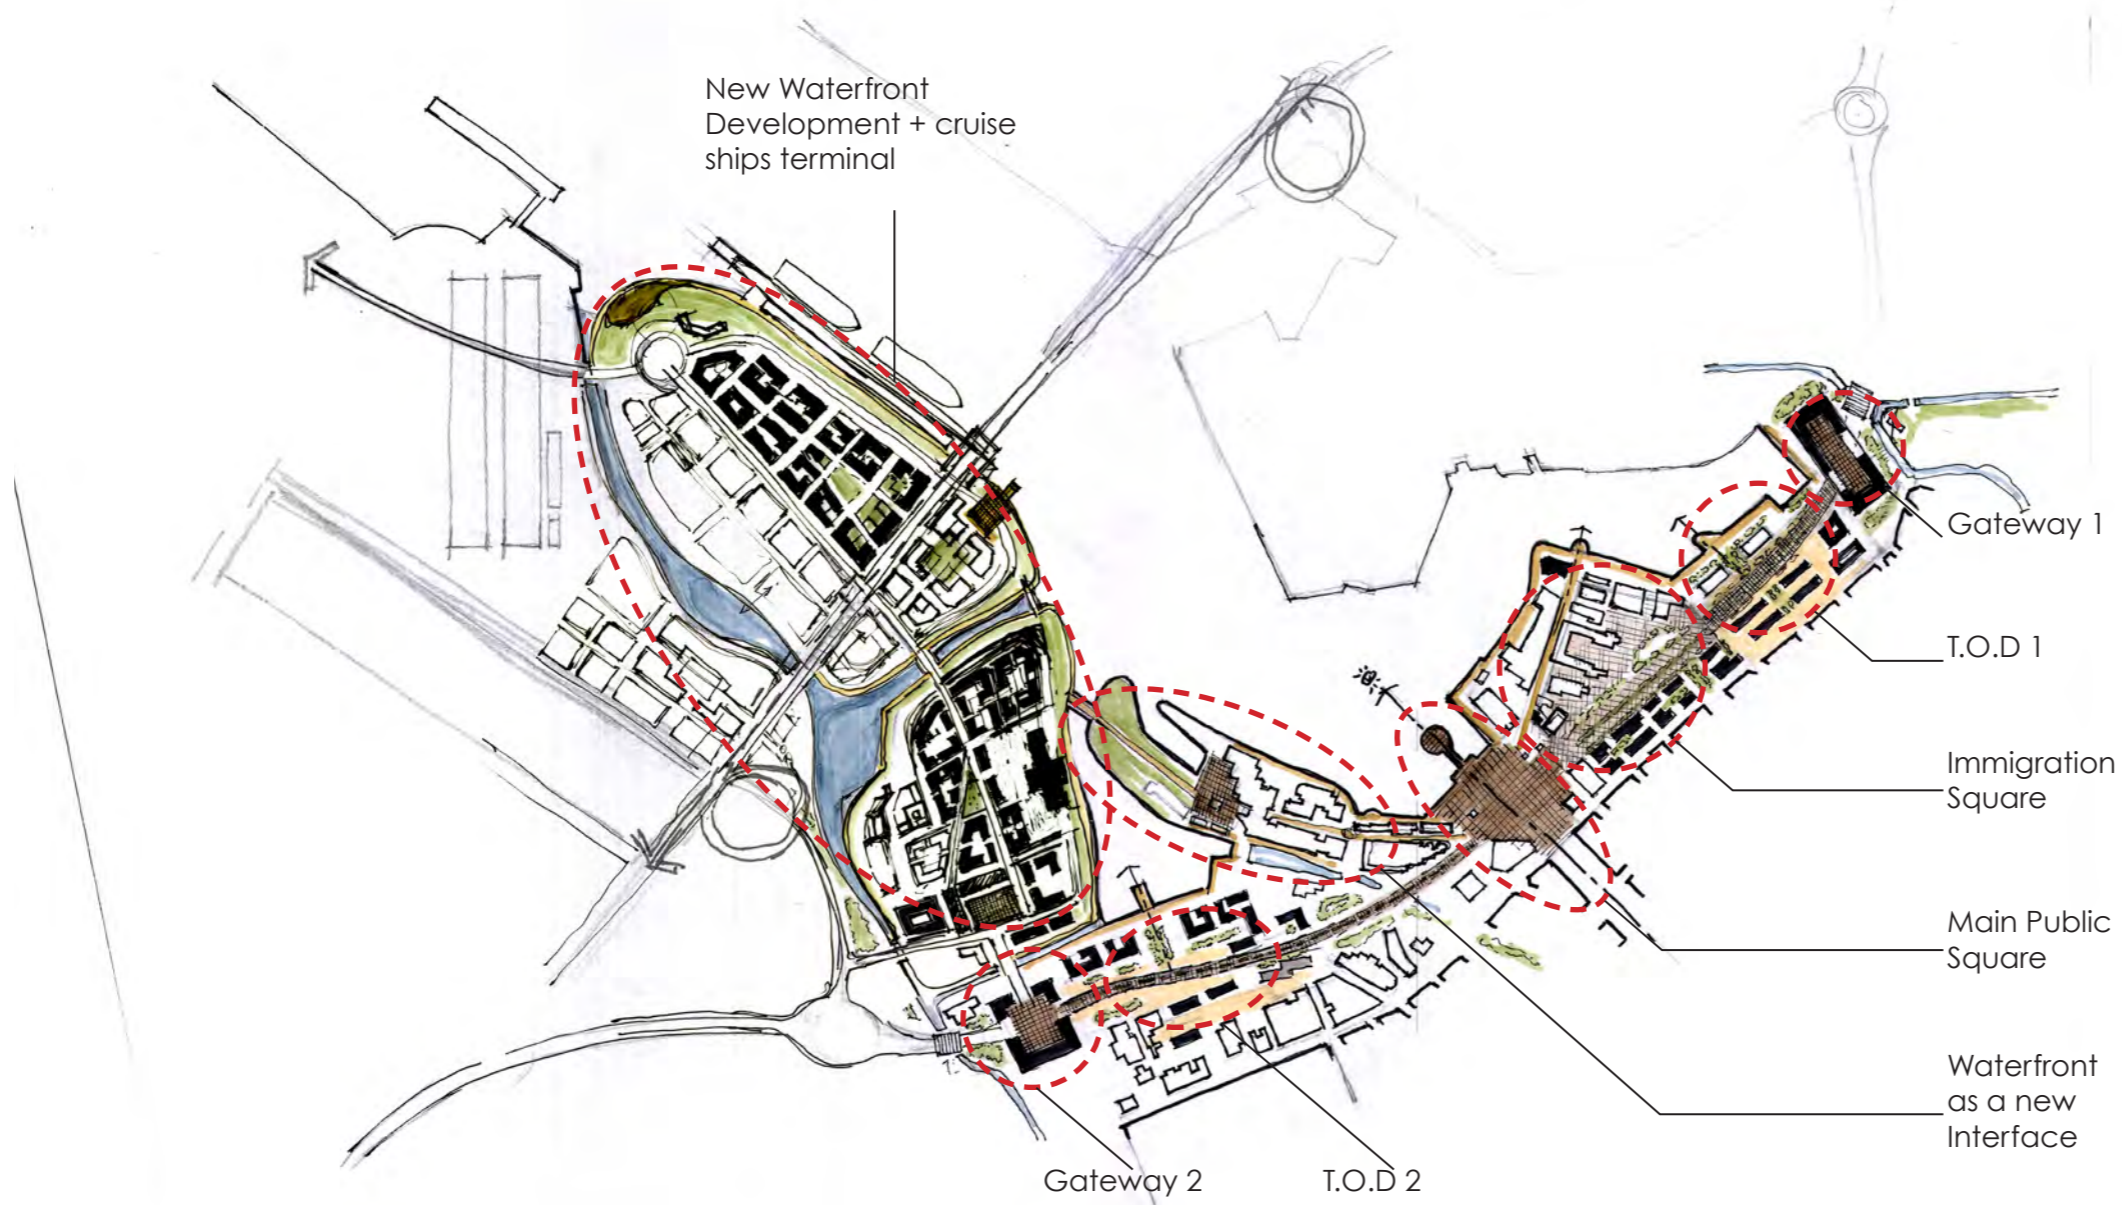 New Waterfront
Development + cruise
ships terminal
Gateway 1
T.O.D 1
Immigration
Square
Main Public
Square
Waterfront
as a new
Interface
Gateway 2
T.O.D 2